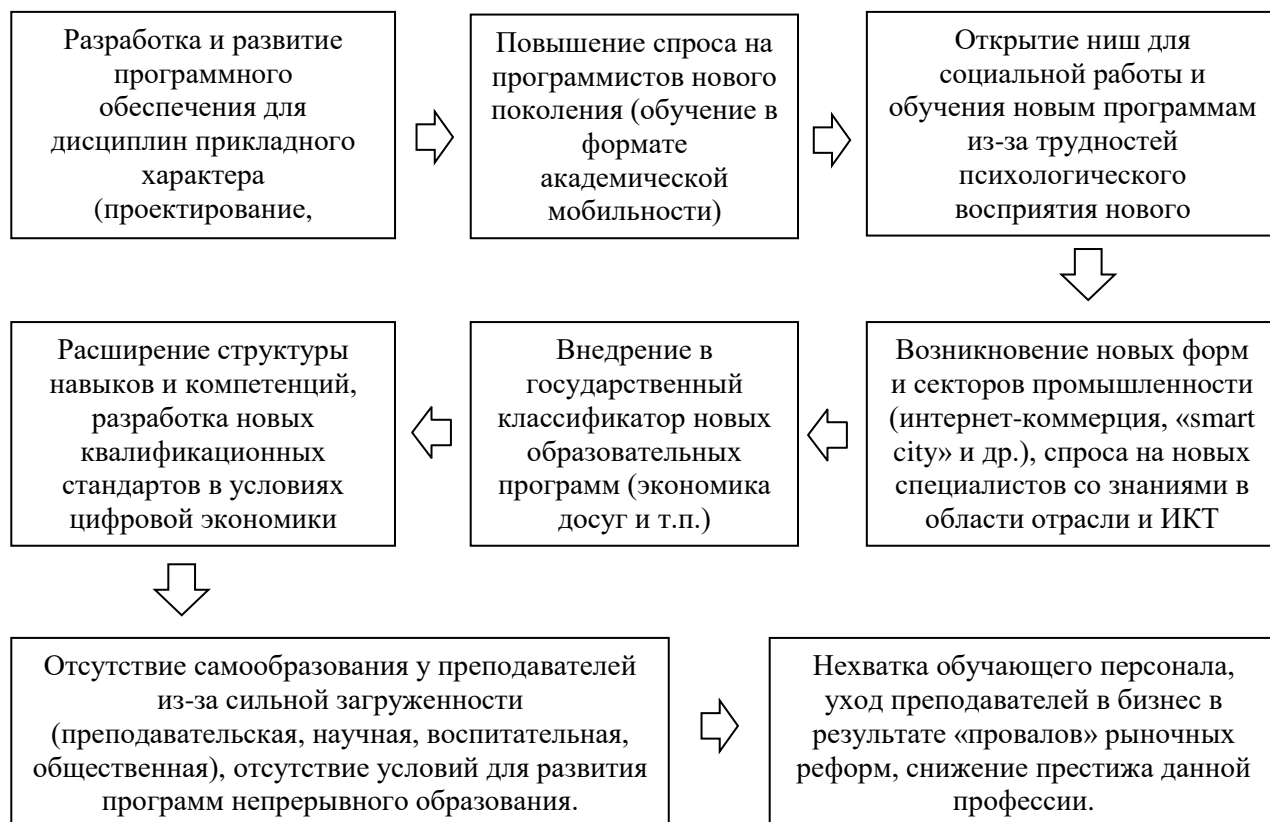 Разработка и развитие
программного
обеспечения для
дисциплин прикладного
характера
(проектирование,
Повышение спроса на
программистов нового
поколения (обучение в
формате
академической
мобильности)
Открытие ниш для
социальной работы и
обучения новым программам
из-за трудностей
психологического
восприятия нового
Расширение структуры
навыков и компетенций,
разработка новых
квалификационных
стандартов в условиях
цифровой экономики
Внедрение в
государственный
классификатор новых
образовательных
программ (экономика
досуг и т.п.)
Возникновение новых форм
и секторов промышленности
(интернет-коммерция, «smart
city» и др.), спроса на новых
специалистов со знаниями в
области отрасли и ИКТ
Отсутствие самообразования у преподавателей
из-за сильной загруженности
(преподавательская, научная, воспитательная,
общественная), отсутствие условий для развития
программ непрерывного образования.
Нехватка обучающего персонала,
уход преподавателей в бизнес в
результате «провалов» рыночных
реформ, снижение престижа данной
профессии.